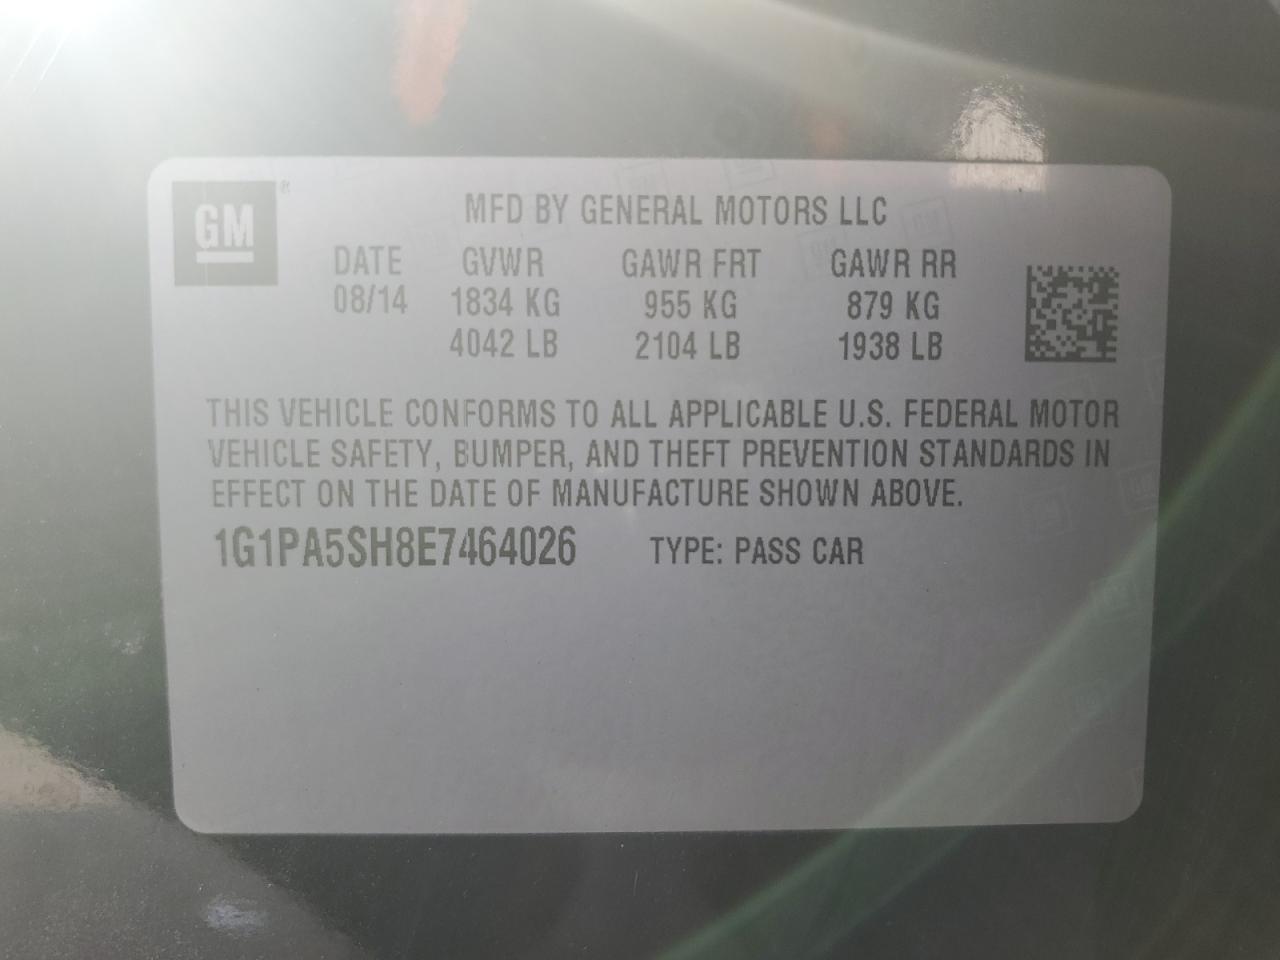 GM
MFD BY GENERAL MOTORS LLC
DATE GVWR GAWR FRT GAWR RR
08/14 1834 KG 955 KG 879 KG
4042 LB 2104 LB 1938 LB
THIS VEHICLE CONFORMS TO ALL APPLICABLE U.S. FEDERAL MOTOR
VEHICLE SAFETY, BUMPER, AND THEFT PREVENTION STANDARDS IN
EFFECT ON THE DATE OF MANUFACTURE SHOWN ABOVE.
1G1PA5SH8E7464026 TYPE: PASS CAR